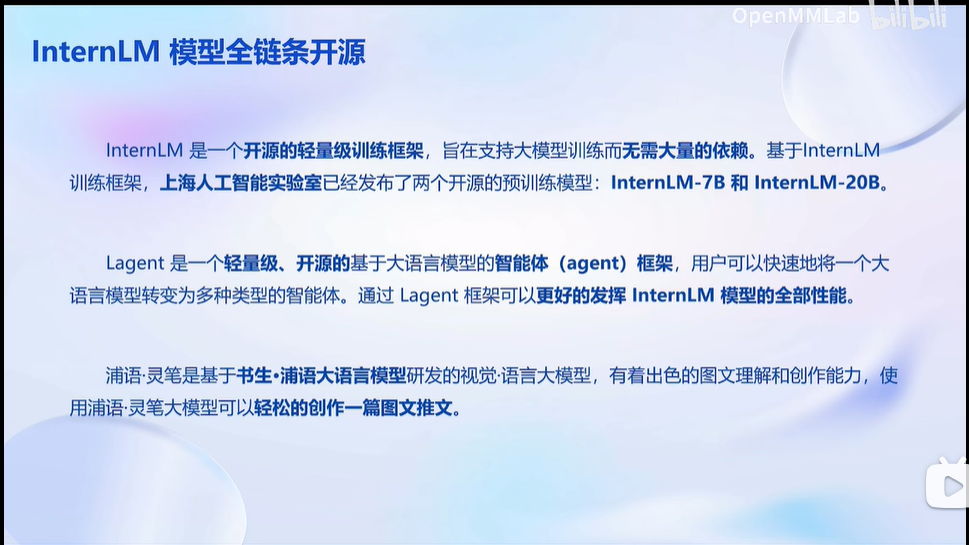 OpenMMLab bilibili
InternLM 模型全链条开源
InternLM 是一个开源的轻量级训练框架，旨在支持大模型训练而无需大量的依赖。基于InternLM
训练框架，上海人工智能实验室已经发布了两个开源的预训练模型：InternLM-7B 和 InternLM-20B。
Lagent 是一个轻量级、开源的基于大语言模型的智能体（agent）框架，用户可以快速地将一个大
语言模型转变为多种类型的智能体。通过 Lagent 框架可以更好的发挥 InternLM 模型的全部性能。
浦语·灵笔是基于书生·浦语大语言模型研发的视觉·语言大模型，有着出色的图文理解和创作能力，使
用浦语·灵笔大模型可以轻松的创作一篇图文推文。